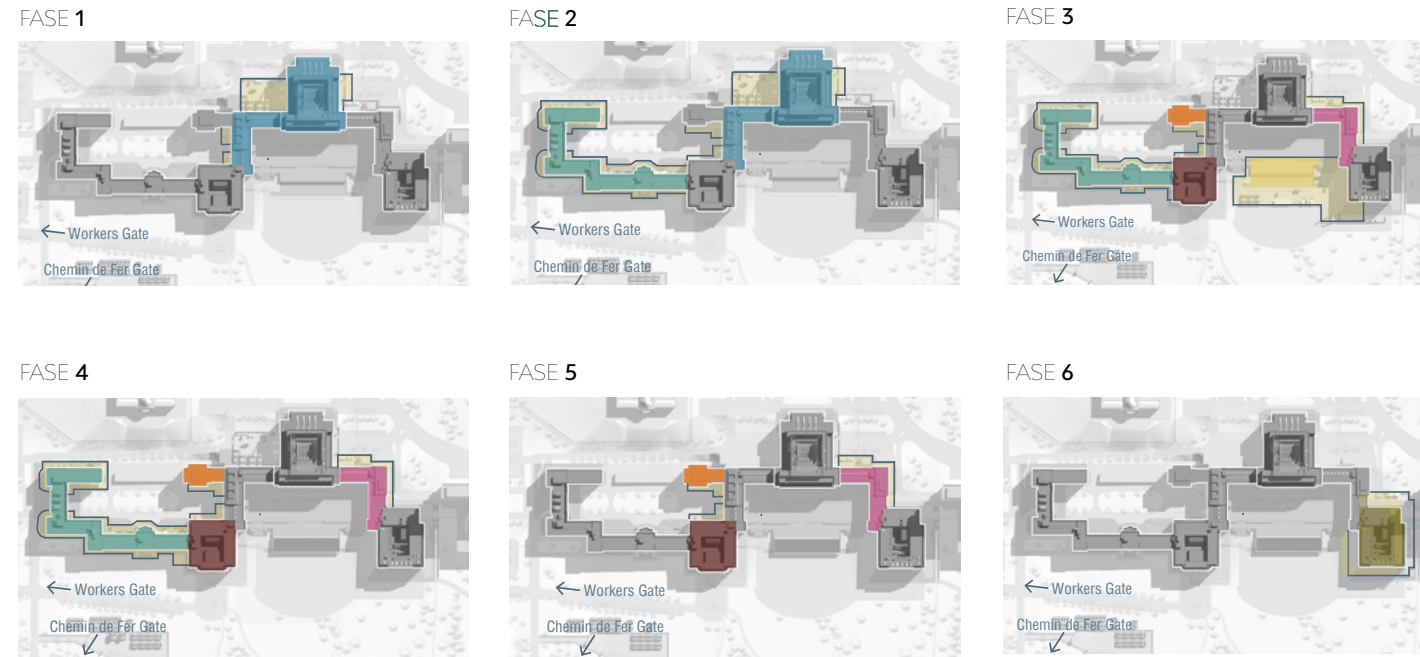 FASE 1
FASE 2
FASE 3
Workers Gate
Chemin de Fer Gate
Workers Gate
Chemin de Fer Gate
Workers Gate
Chemin de Fer Gate
FASE 4
FASE 5
FASE 6
Workers Gate
Chemin de Fer Gate
Workers Gate
Chemin de Fer Gate
Workers Gate
Chemin de Fer Gate